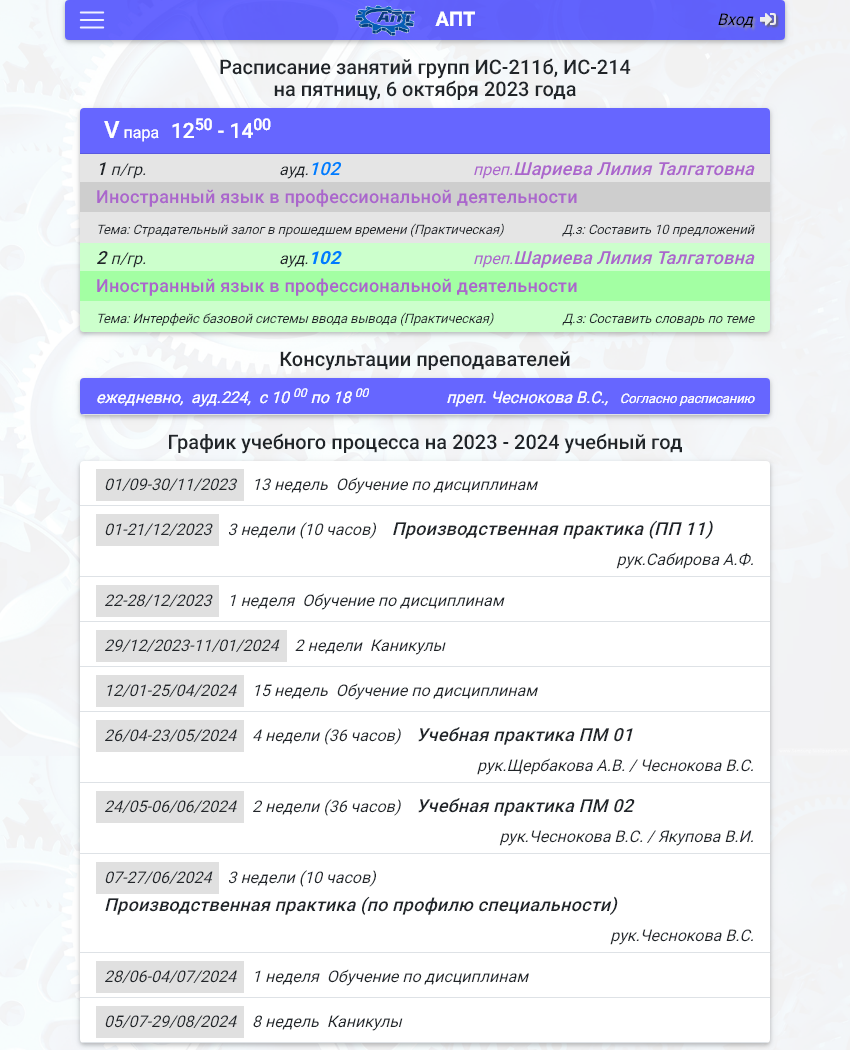 АПТ АПТ Вход
Расписание занятий групп ИС-211б, ИС-214
на пятницу, 6 октября 2023 года
V пара 12⁵⁰ - 14⁰⁰
1 п/гр. ауд.102 преп.Шариева Лилия Талгатовна
Иностранный язык в профессиональной деятельности
Тема: Страдательный залог в прошедшем времени (Практическая) Д.з: Составить 10 предложений
2 п/гр. ауд.102 преп.Шариева Лилия Талгатовна
Иностранный язык в профессиональной деятельности
Тема: Интерфейс базовой системы ввода вывода (Практическая) Д.з: Составить словарь по теме
Консультации преподавателей
ежедневно, ауд.224, с 10 ⁰⁰ по 18 ⁰⁰ преп. Чеснокова В.С., Согласно расписанию
График учебного процесса на 2023 - 2024 учебный год
01/09-30/11/2023 13 недель Обучение по дисциплинам
01-21/12/2023 3 недели (10 часов) Производственная практика (ПП 11)
рук.Сабирова А.Ф.
22-28/12/2023 1 неделя Обучение по дисциплинам
29/12/2023-11/01/2024 2 недели Каникулы
12/01-25/04/2024 15 недель Обучение по дисциплинам
26/04-23/05/2024 4 недели (36 часов) Учебная практика ПМ 01
рук.Щербакова А.В. / Чеснокова В.С.
24/05-06/06/2024 2 недели (36 часов) Учебная практика ПМ 02
рук.Чеснокова В.С. / Якупова В.И.
07-27/06/2024 3 недели (10 часов)
Производственная практика (по профилю специальности)
рук.Чеснокова В.С.
28/06-04/07/2024 1 неделя Обучение по дисциплинам
05/07-29/08/2024 8 недель Каникулы